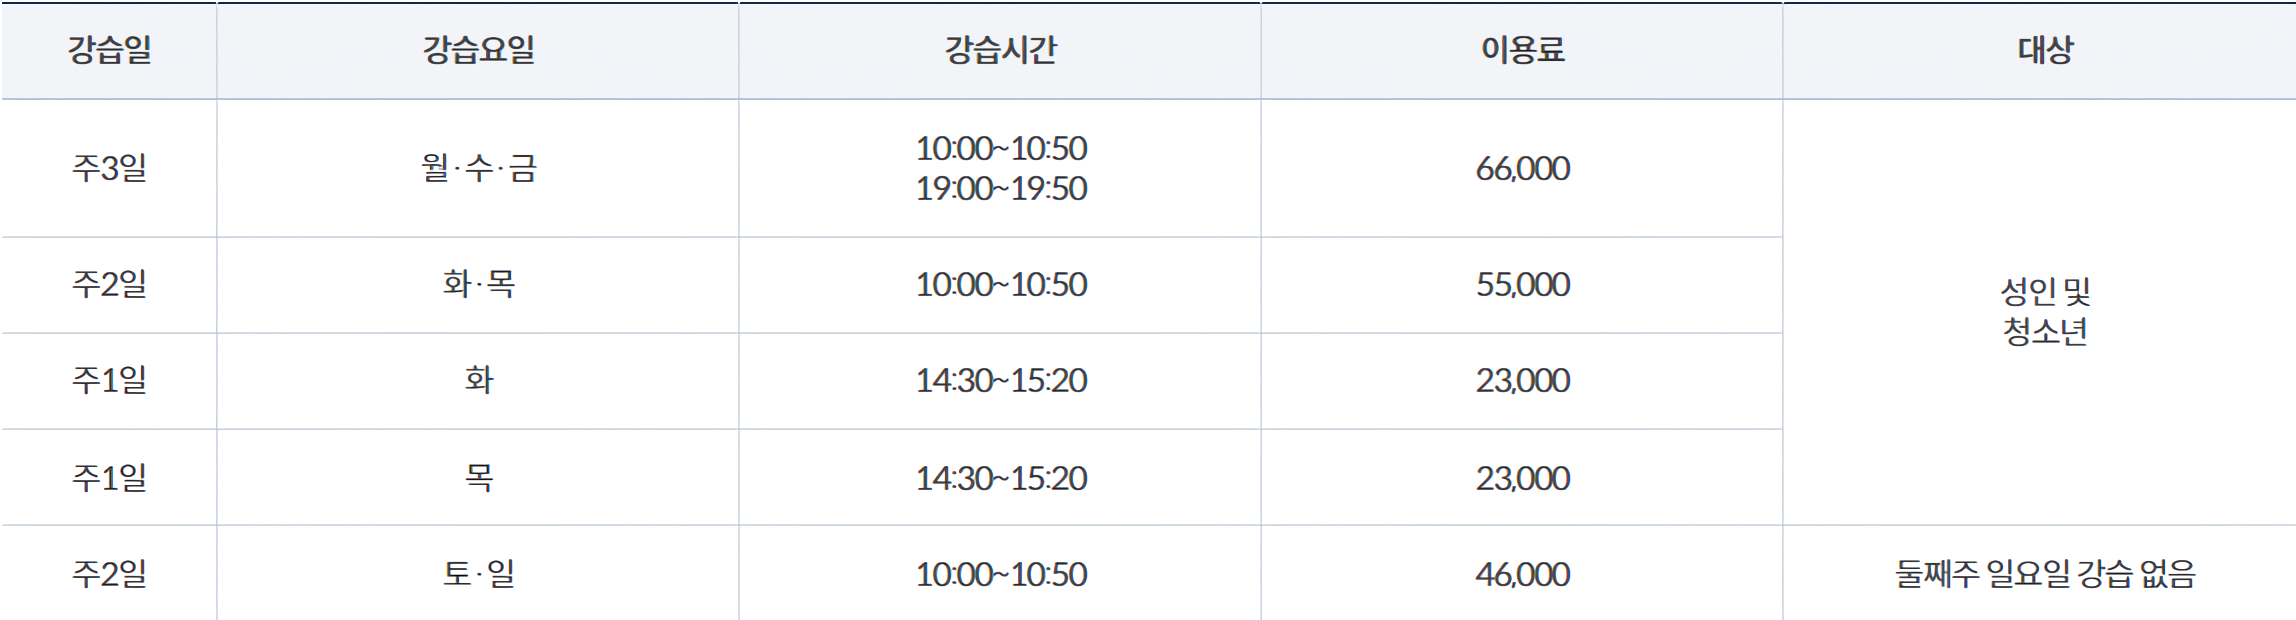 강습일 강습요일 강습시간 이용료 대상
주3일 월·수·금 10:00~10:50 66,000
19:00~19:50
주2일 화·목 10:00~10:50 55,000
성인 및
청소년
주1일 화 14:30~15:20 23,000
주1일 목 14:30~15:20 23,000
주2일 토·일 10:00~10:50 46,000 둘째주 일요일 강습 없음